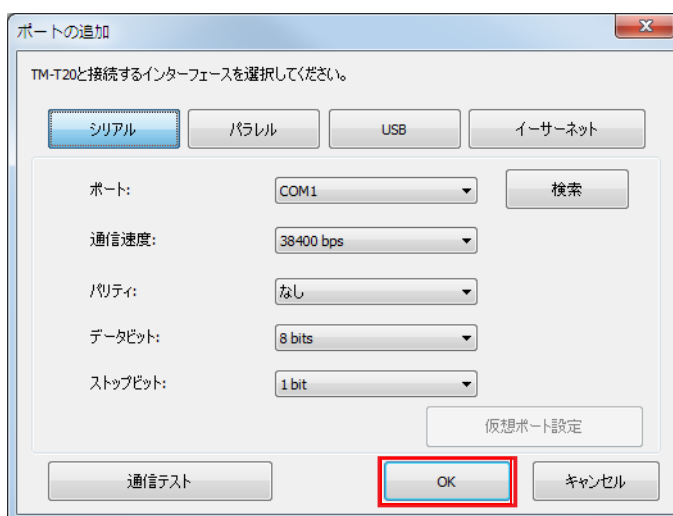 ポートの追加
TM-T20と接続するインターフェースを選択してください。
シリアル パラレル USB イーサーネット
ポート: COM1 検索
通信速度: 38400 bps
パリティ: なし
データビット: 8 bits
ストップビット: 1 bit
仮想ポート設定
通信テスト OK キャンセル